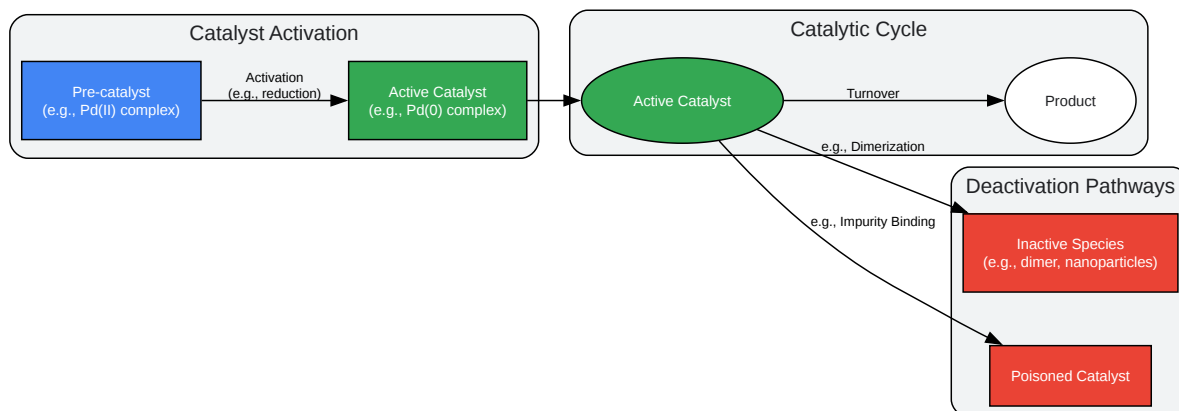 Catalyst Activation
Pre-catalyst
(e.g., Pd(II) complex)
Activation
(e.g., reduction)
Active Catalyst
(e.g., Pd(0) complex)
Catalytic Cycle
Active Catalyst
Turnover
Product
e.g., Dimerization
e.g., Impurity Binding
Deactivation Pathways
Inactive Species
(e.g., dimer, nanoparticles)
Poisoned Catalyst